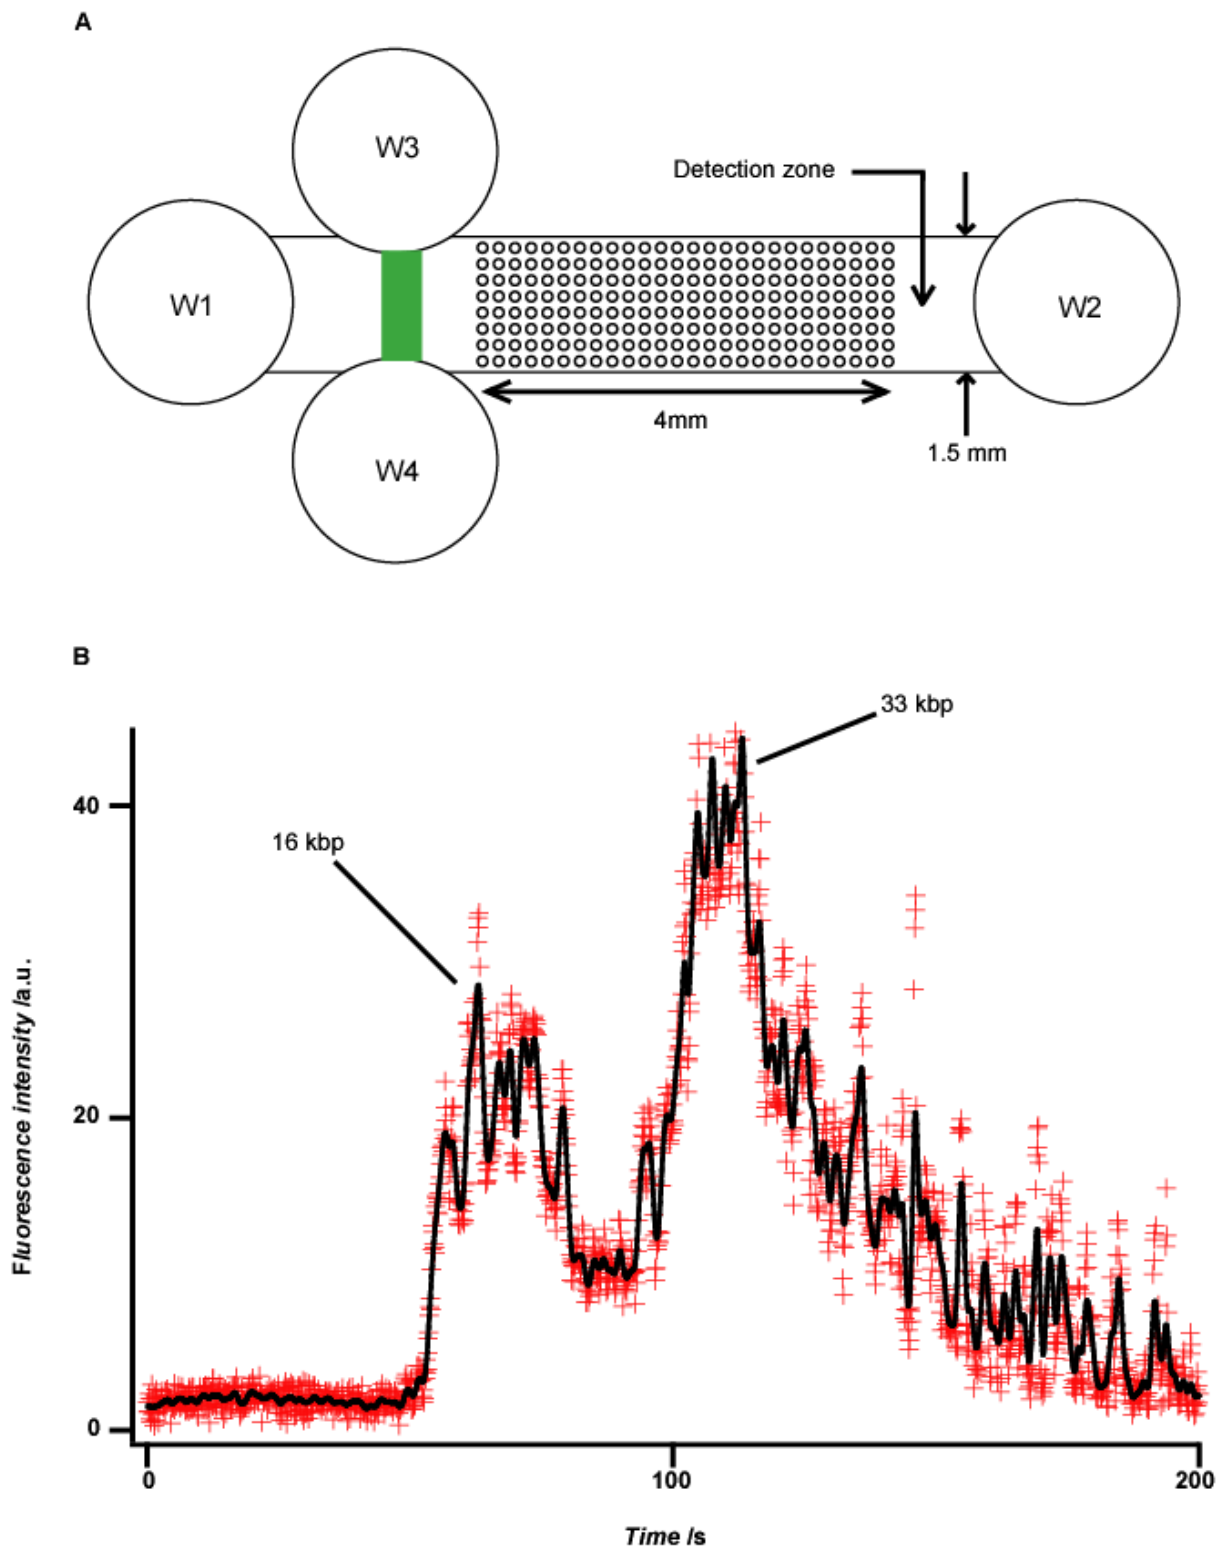 A
W3
Detection zone
W1
W2
4mm
W4
1.5 mm
B
33 kbp
40
16 kbp
Fluorescence intensity /a.u.
20
0
0 100 200
Time /s